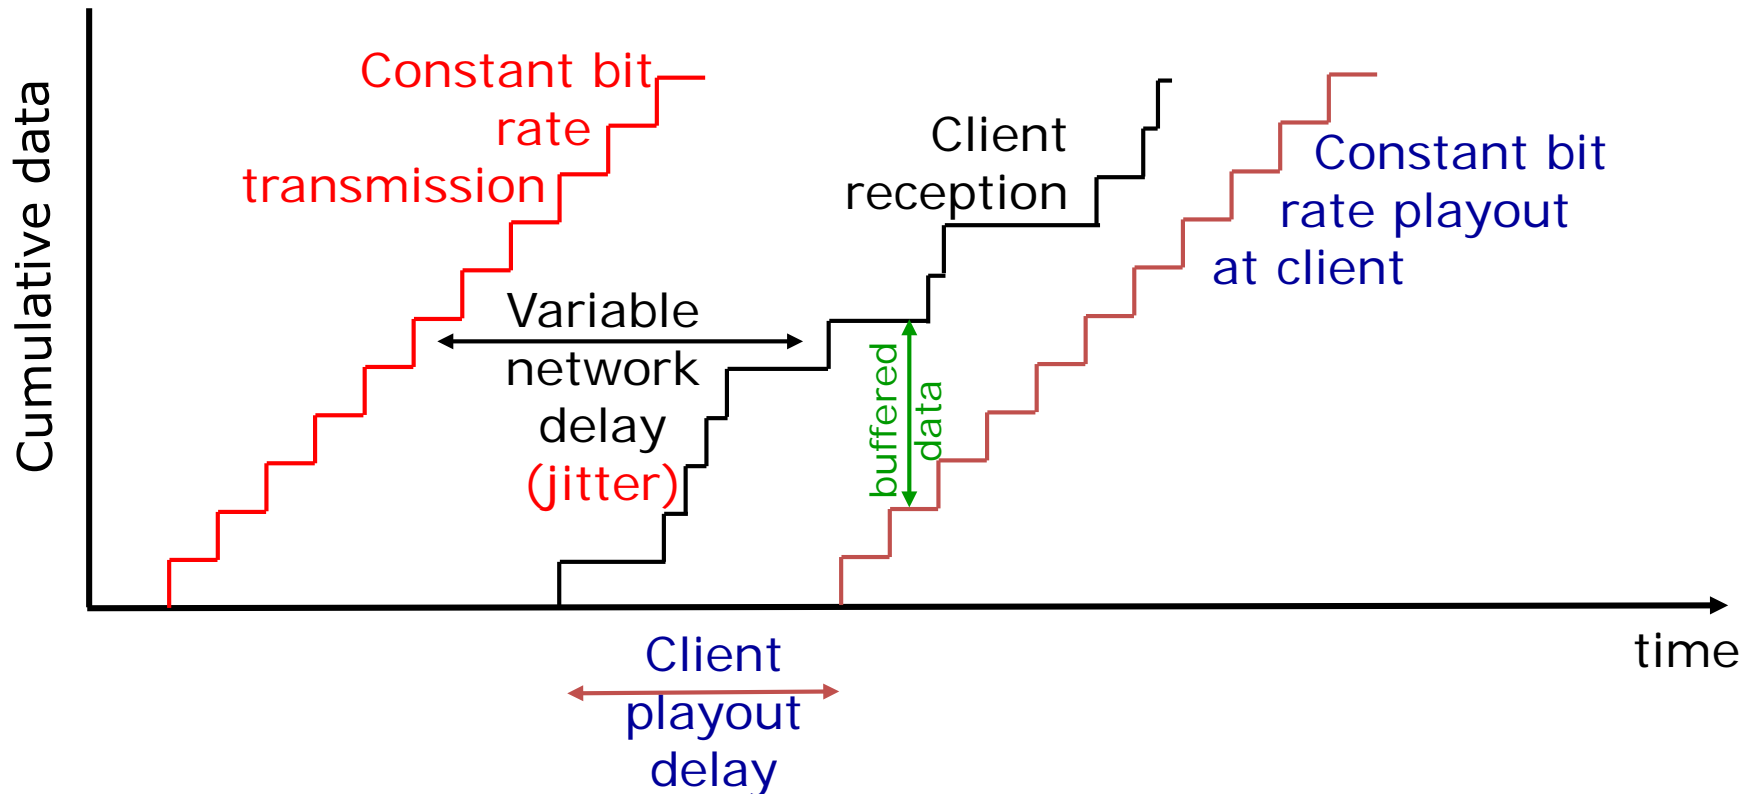 Cumulative data
Constant bit
rate
transmission
Variable
network
delay
(jitter)
Client
reception
buffered
data
Constant bit
rate playout
at client
time
Client
playout
delay